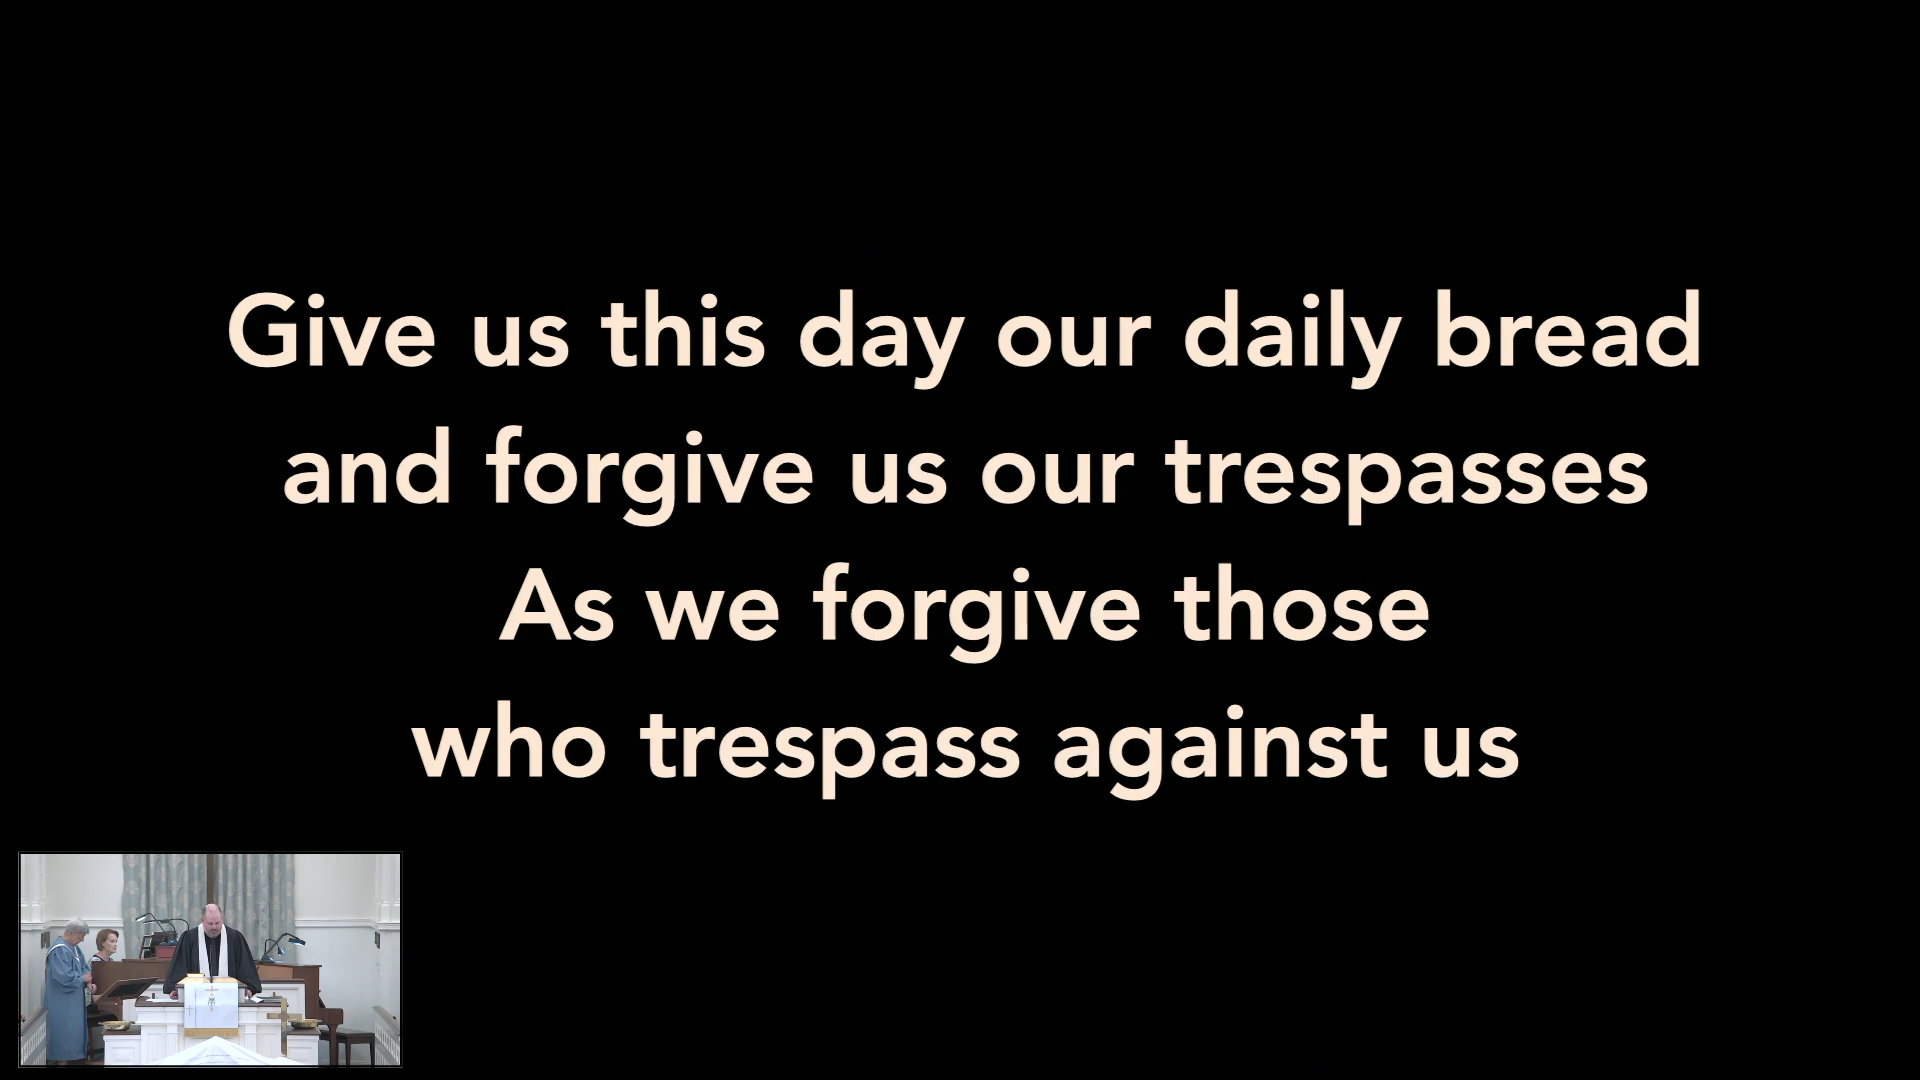 Give us this day our daily bread
and forgive us our trespasses
As we forgive those
who trespass against us